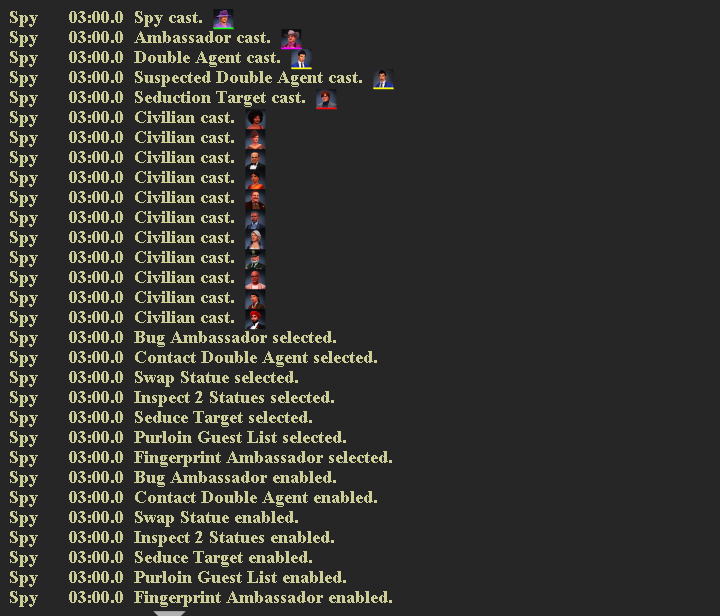 Spy 03:00.0 Spy cast.
Spy 03:00.0 Ambassador cast.
Spy 03:00.0 Double Agent cast.
Spy 03:00.0 Suspected Double Agent cast.
Spy 03:00.0 Seduction Target cast.
Spy 03:00.0 Civilian cast.
Spy 03:00.0 Civilian cast.
Spy 03:00.0 Civilian cast.
Spy 03:00.0 Civilian cast.
Spy 03:00.0 Civilian cast.
Spy 03:00.0 Civilian cast.
Spy 03:00.0 Civilian cast.
Spy 03:00.0 Civilian cast.
Spy 03:00.0 Civilian cast.
Spy 03:00.0 Civilian cast.
Spy 03:00.0 Civilian cast.
Spy 03:00.0 Bug Ambassador selected.
Spy 03:00.0 Contact Double Agent selected.
Spy 03:00.0 Swap Statue selected.
Spy 03:00.0 Inspect 2 Statues selected.
Spy 03:00.0 Seduce Target selected.
Spy 03:00.0 Purloin Guest List selected.
Spy 03:00.0 Fingerprint Ambassador selected.
Spy 03:00.0 Bug Ambassador enabled.
Spy 03:00.0 Contact Double Agent enabled.
Spy 03:00.0 Swap Statue enabled.
Spy 03:00.0 Inspect 2 Statues enabled.
Spy 03:00.0 Seduce Target enabled.
Spy 03:00.0 Purloin Guest List enabled.
Spy 03:00.0 Fingerprint Ambassador enabled.